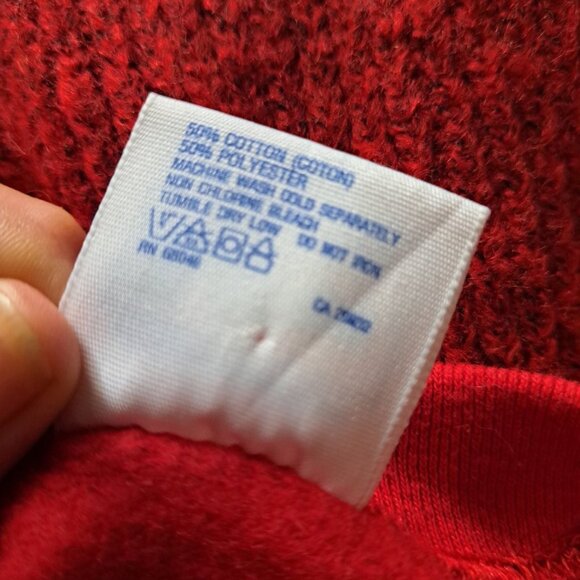 50% COTTON (COTON)
50% POLYESTER
MACHINE WASH COLD SEPARATELY
NON CHLORINE BLEACH
TUMBLE DRY LOW DO NOT IRON
RN
CA